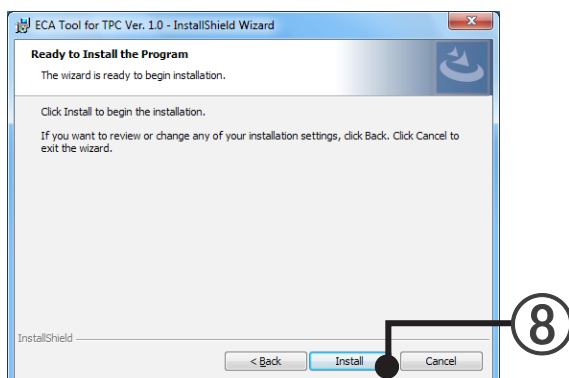 ECA Tool for TPC Ver. 1.0 - InstallShield Wizard
Ready to Install the Program
The wizard is ready to begin installation.
Click Install to begin the installation.
If you want to review or change any of your installation settings, click Back. Click Cancel to
exit the wizard.
InstallShield
< Back Install Cancel
⑧